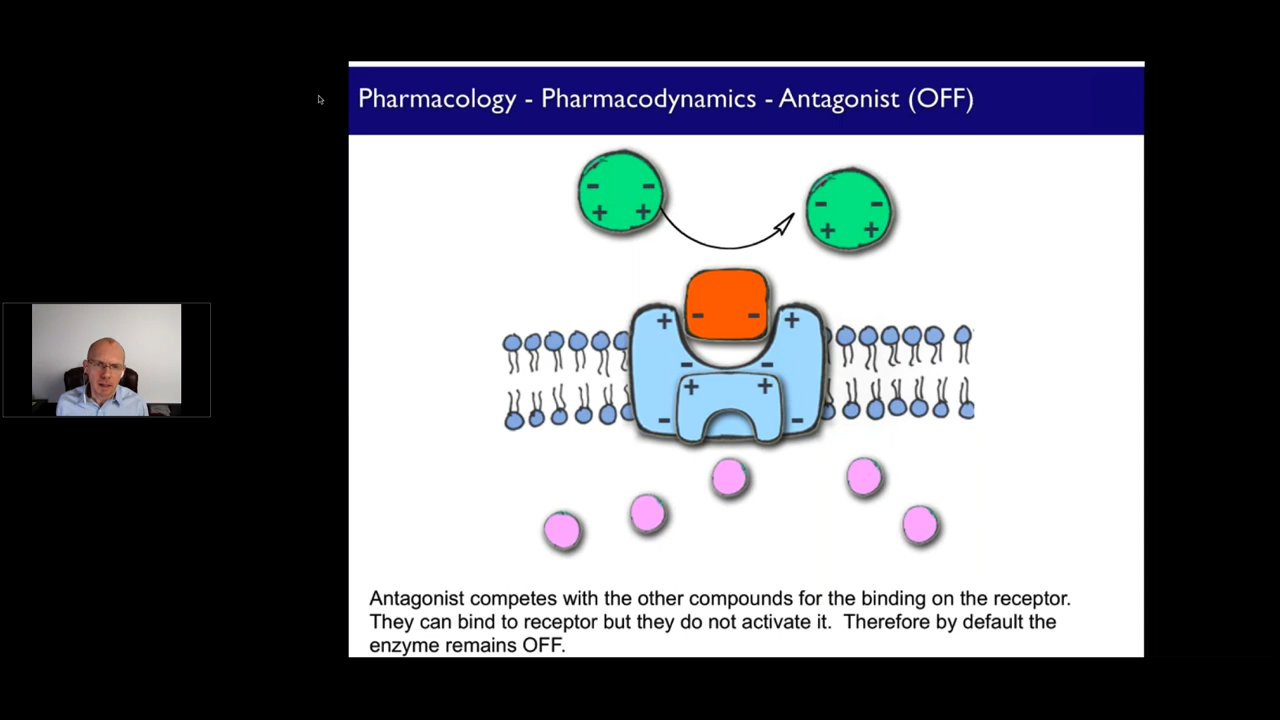 Pharmacology - Pharmacodynamics - Antagonist (OFF)
- - + +
- - + +
- -
+ +
- -
+ +
- -
Antagonist competes with the other compounds for the binding on the receptor.
They can bind to receptor but they do not activate it.  Therefore by default the
enzyme remains OFF.